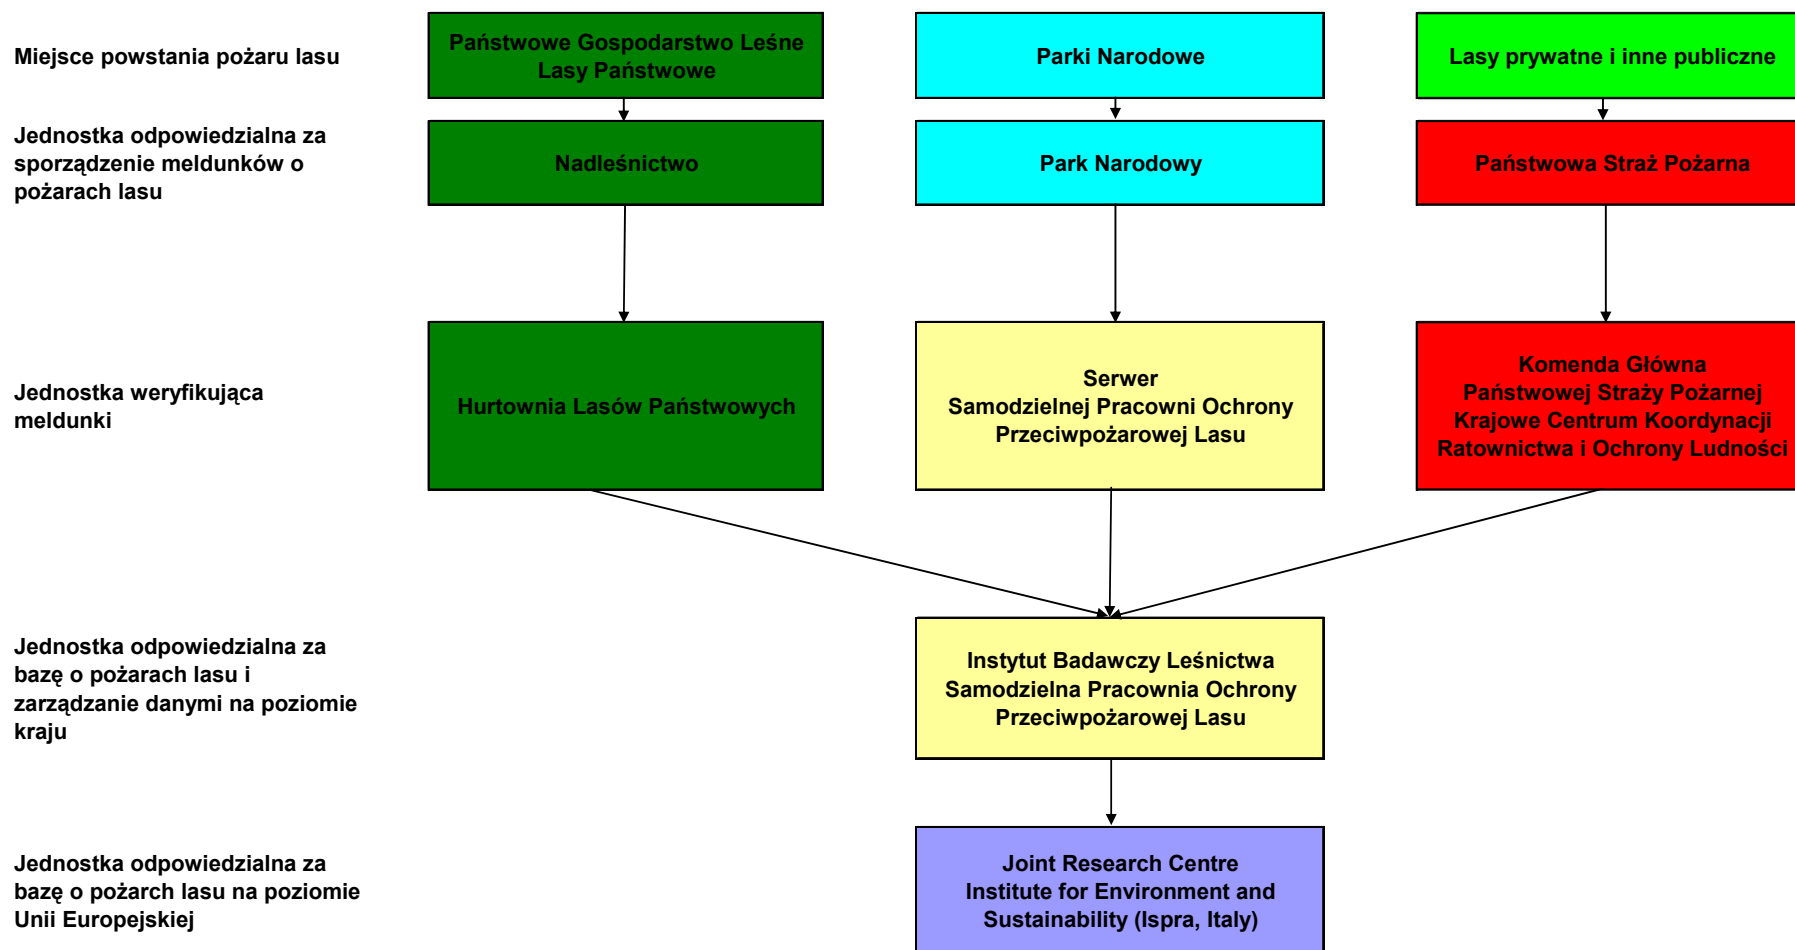 Miejsce powstania pożaru lasu
Państwowe Gospodarstwo Leśne
Lasy Państwowe
Parki Narodowe
Lasy prywatne i inne publiczne
Jednostka odpowiedzialna za
sporządzenie meldunków o
pożarach lasu
Nadleśnictwo
Park Narodowy
Państwowa Straż Pożarna
Jednostka weryfikująca
meldunki
Hurtownia Lasów Państwowych
Serwer
Samodzielnej Pracowni Ochrony
Przeciwpożarowej Lasu
Komenda Główna
Państwowej Straży Pożarnej
Krajowe Centrum Koordynacji
Ratownictwa i Ochrony Ludności
Jednostka odpowiedzialna za
bazę o pożarach lasu i
zarządzanie danymi na poziomie
kraju
Instytut Badawczy Leśnictwa
Samodzielna Pracownia Ochrony
Przeciwpożarowej Lasu
Jednostka odpowiedzialna za
bazę o pożarch lasu na poziomie
Unii Europejskiej
Joint Research Centre
Institute for Environment and
Sustainability (Ispra, Italy)